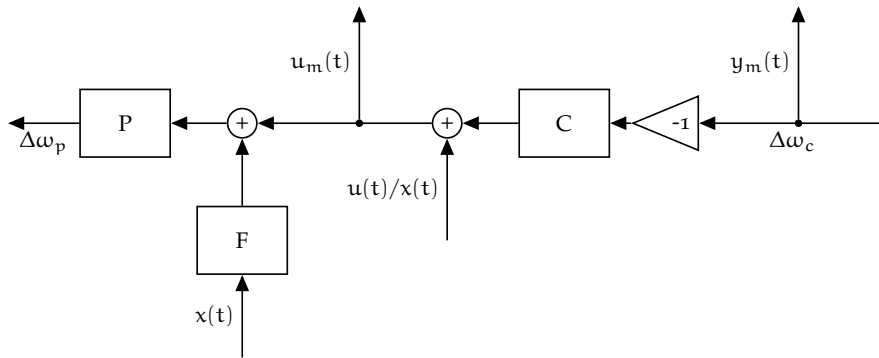 u_m(t)
y_m(t)
P
+
+
C
-1
Δω_p
Δω_c
u(t)/x(t)
F
x(t)